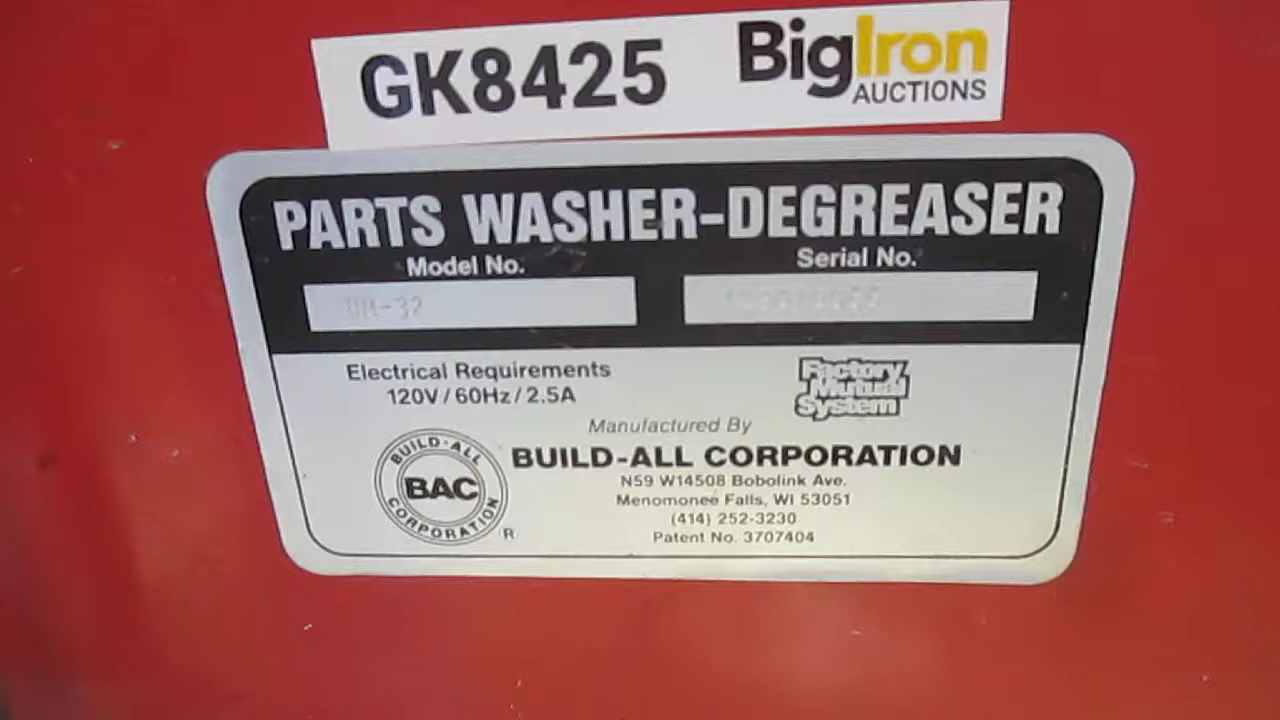 GK8425
BigIron
AUCTIONS
PARTS WASHER-DEGREASER
Model No.
Serial No.
Electrical Requirements
120V/60Hz/2.5A
Factory
Mutual
System
Manufactured By
BUILD-ALL CORPORATION
BUILD-ALL
BAC
CORPORATION
R
N59 W14508 Bobolink Ave.
Menomonee Falls, WI 53051
(414) 252-3230
Patent No. 3707404